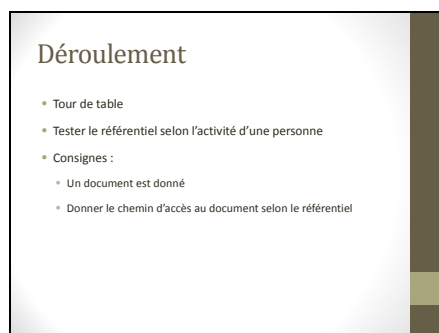 Déroulement
• Tour de table
• Tester le référentiel selon l’activité d’une personne
• Consignes :
• Un document est donné
• Donner le chemin d’accès au document selon le référentiel